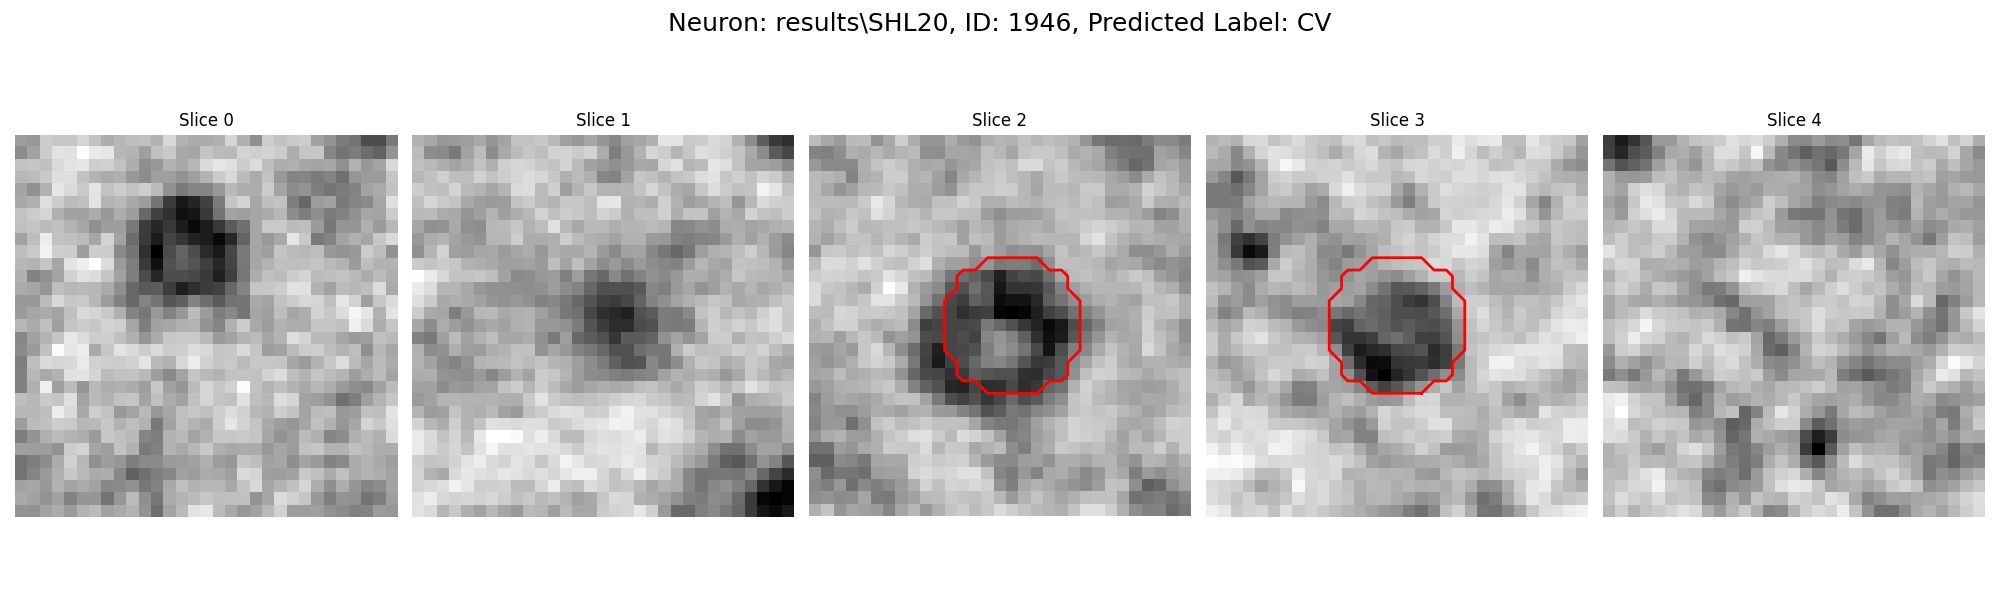 Neuron: results\SHL20, ID: 1946, Predicted Label: CV
Slice 0
Slice 1
Slice 2
Slice 3
Slice 4